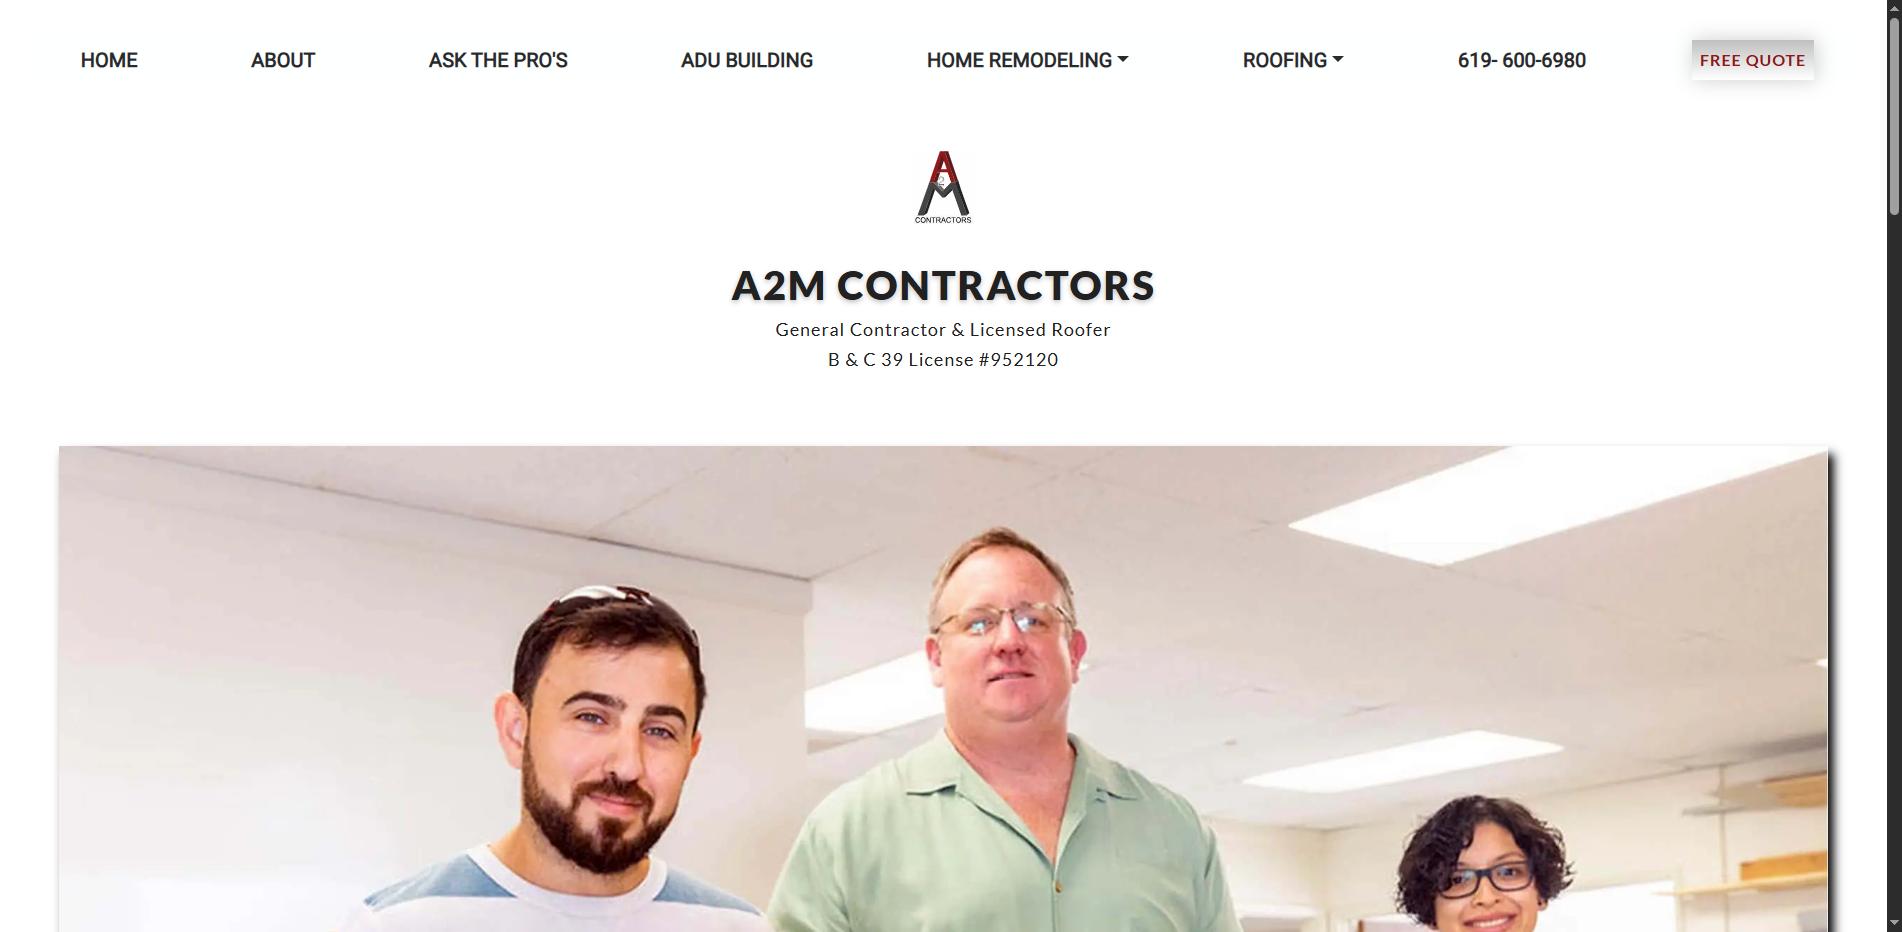 HOME
ABOUT
ASK THE PRO'S
ADU BUILDING
HOME REMODELING
ROOFING
619- 600-6980
FREE QUOTE
A
2
M
CONTRACTORS
A2M CONTRACTORS
General Contractor & Licensed Roofer
B & C 39 License #952120